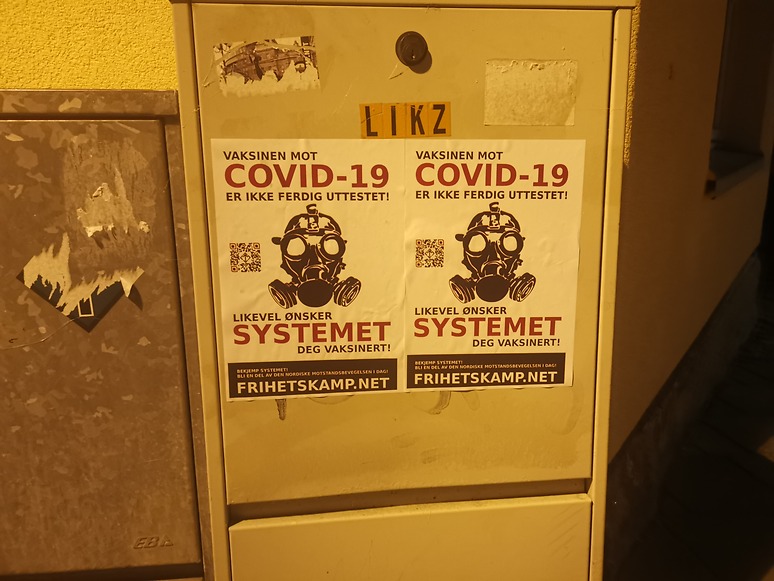 LIKZ
VAKSINEN MOT
COVID-19
ER IKKE FERDIG UTTESTET!
LIKEVEL ØNSKER
SYSTEMET
DEG VAKSINERT!
BEKJEMP SYSTEMET!
BLI EN DEL AV DEN NORDISKE MOTSTANDSBEVEGELSEN I DAG!
FRIHETSKAMP.NET
VAKSINEN MOT
COVID-19
ER IKKE FERDIG UTTESTET!
LIKEVEL ØNSKER
SYSTEMET
DEG VAKSINERT!
BEKJEMP SYSTEMET!
BLI EN DEL AV DEN NORDISKE MOTSTANDSBEVEGELSEN I DAG!
FRIHETSKAMP.NET